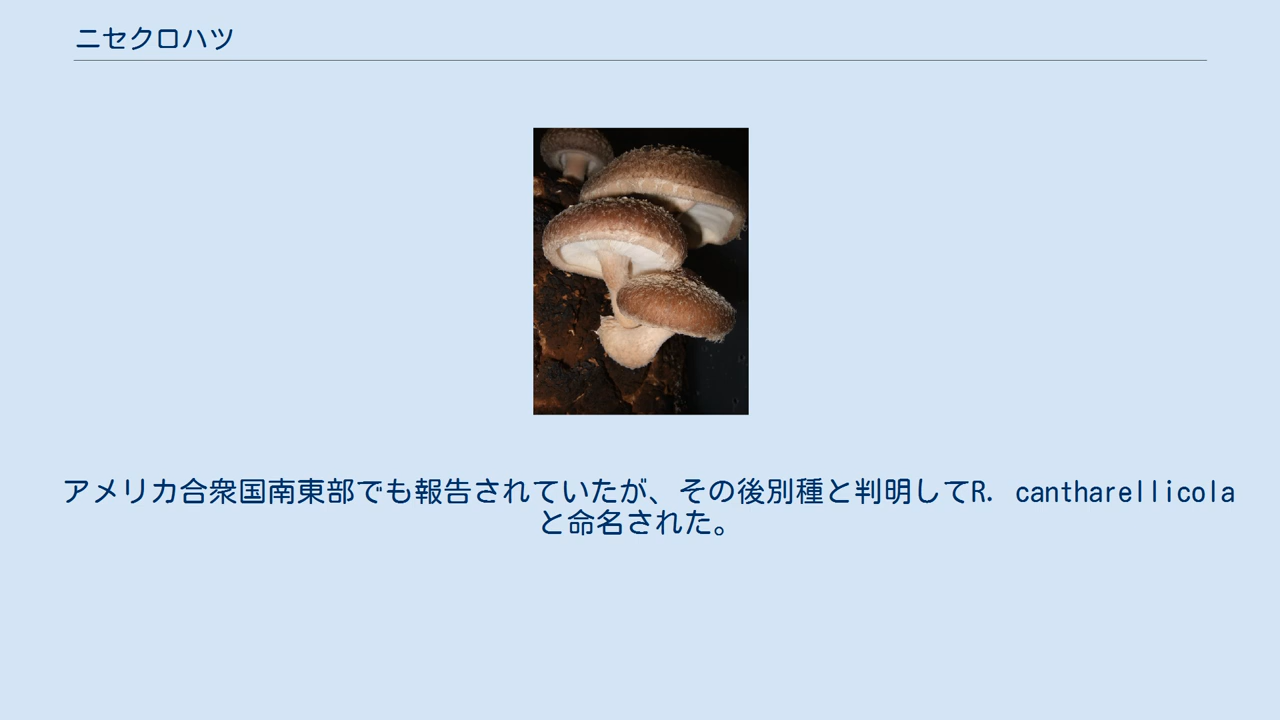 ニセクロハツ
アメリカ合衆国南東部でも報告されていたが、その後別種と判明してR. cantharellicola
と命名された。